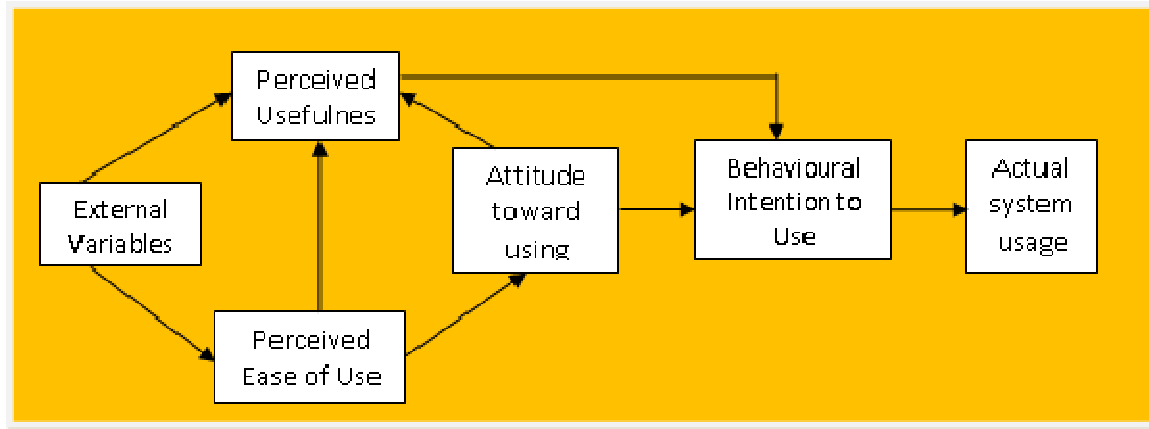 Perceived
Usefulnes
External
Variables
Perceived
Ease of Use
Attitude
toward
using
Behavioural
Intention to
Use
Actual
system
usage